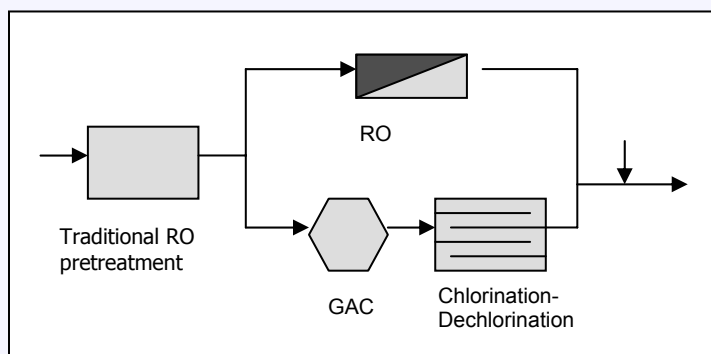 RO
Traditional RO
pretreatment
GAC
Chlorination-
Dechlorination